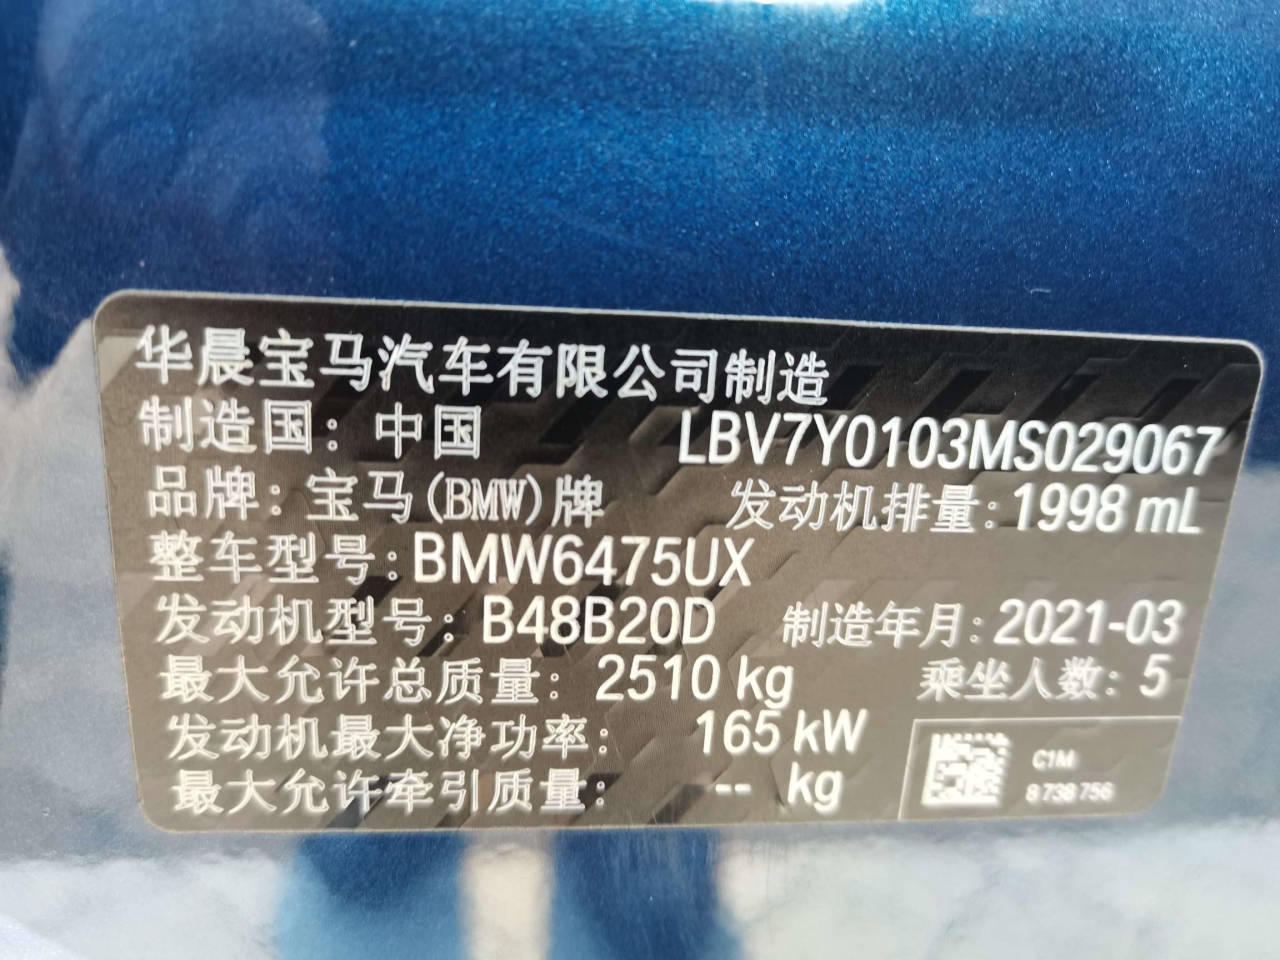 华晨宝马汽车有限公司制造
制造国：中国 LBV7Y0103MS029067
品牌：宝马(BMW)牌 发动机排量：1998 mL
整车型号：BMW6475UX
发动机型号：B48B20D 制造年月：2021-03
最大允许总质量：2510 kg 乘坐人数：5
发动机最大净功率：165 kW
最大允许牵引质量：-- kg
C1M
8 738 756